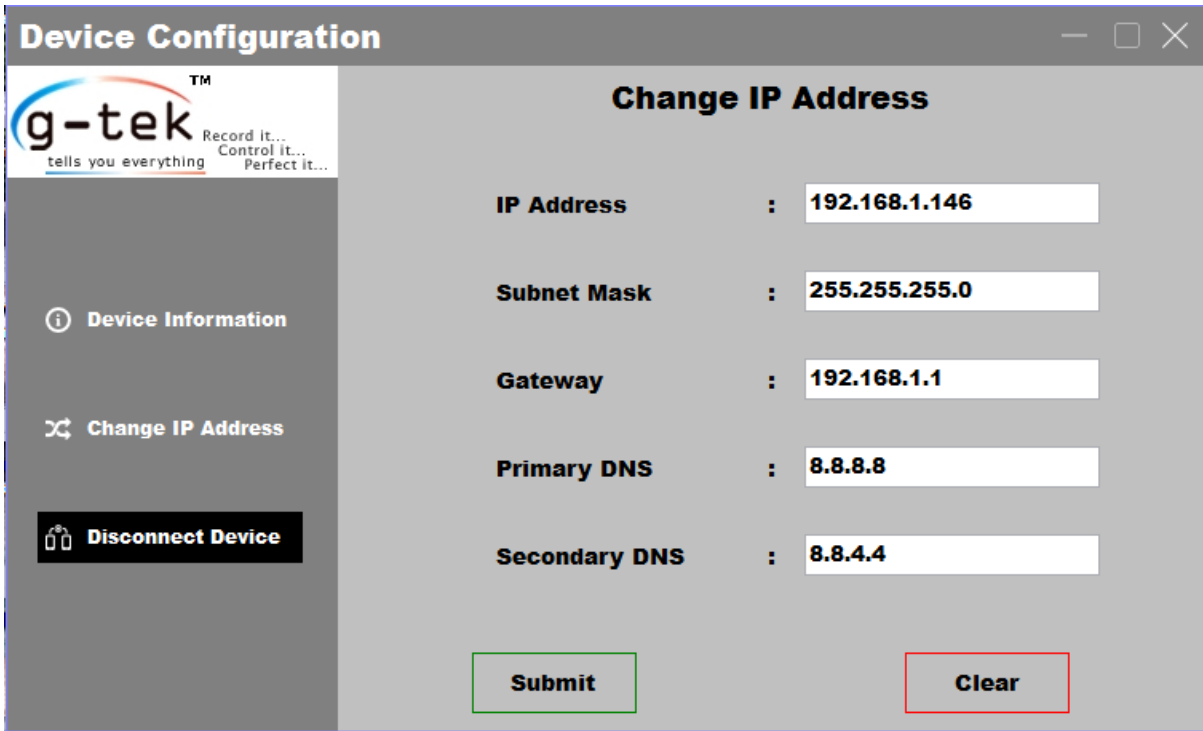 Device Configuration
TM
g-tek
tells you everything
Record it...
Control it...
Perfect it...
Device Information
Change IP Address
Disconnect Device
Change IP Address
IP Address : 192.168.1.146
Subnet Mask : 255.255.255.0
Gateway : 192.168.1.1
Primary DNS : 8.8.8.8
Secondary DNS : 8.8.4.4
Submit
Clear